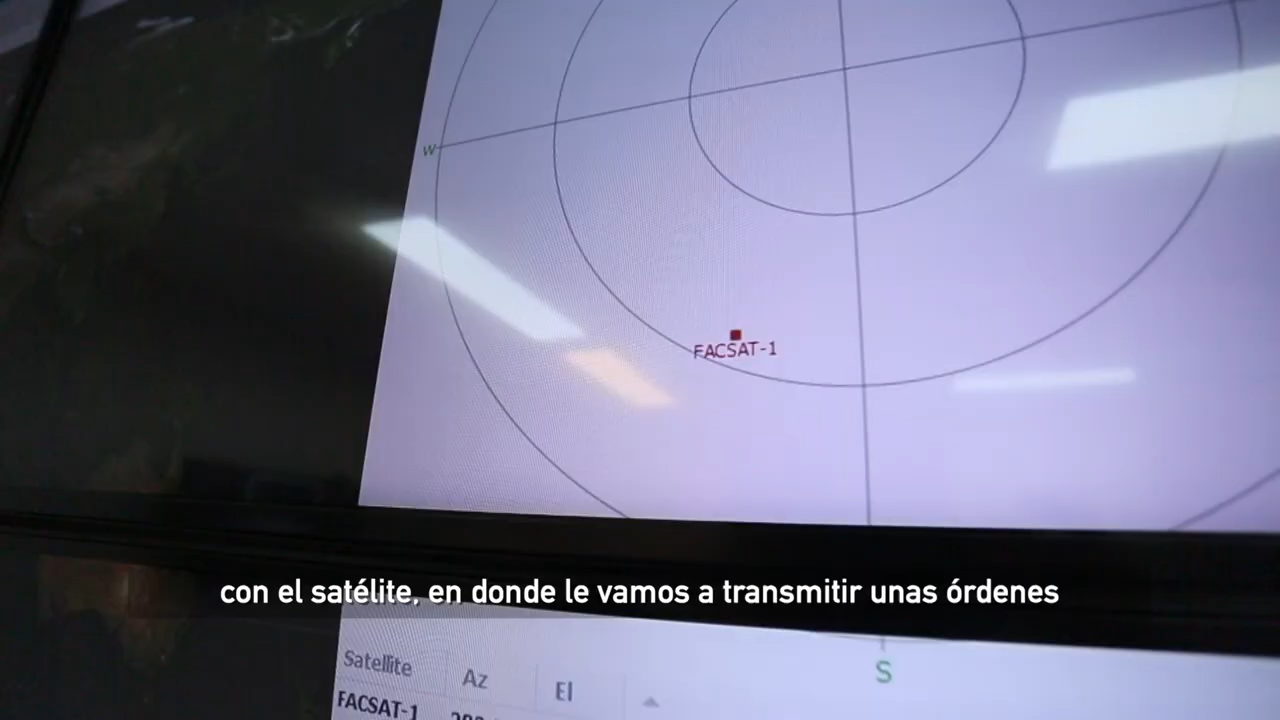 W
FACSAT-1
con el satélite, en donde le vamos a transmitir unas órdenes
S
Satellite Az El
FACSAT-1